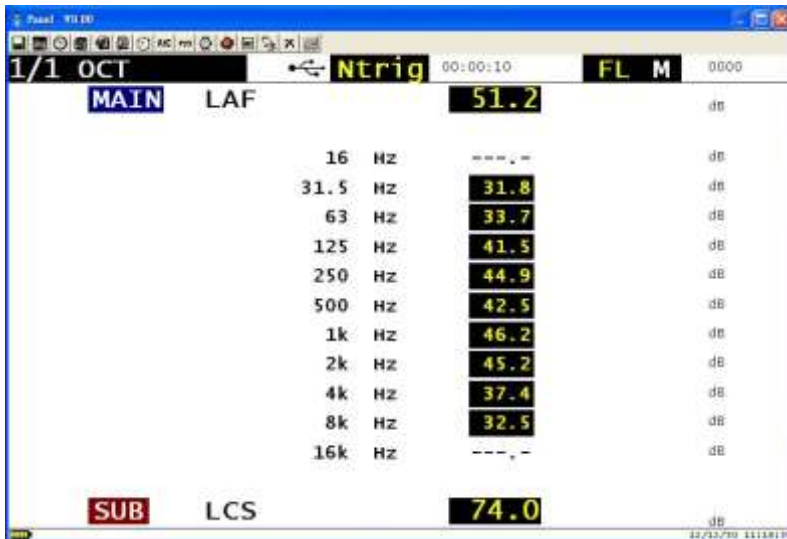 Panel
1/1 OCT Ntrig 00:00:10 FL M 0000
MAIN LAF 51.2 dB
16 Hz ---.- dB
31.5 Hz 31.8 dB
63 Hz 33.7 dB
125 Hz 41.5 dB
250 Hz 44.9 dB
500 Hz 42.5 dB
1k Hz 46.2 dB
2k Hz 45.2 dB
4k Hz 37.4 dB
8k Hz 32.5 dB
16k Hz ---.- dB
SUB LCS 74.0 dB